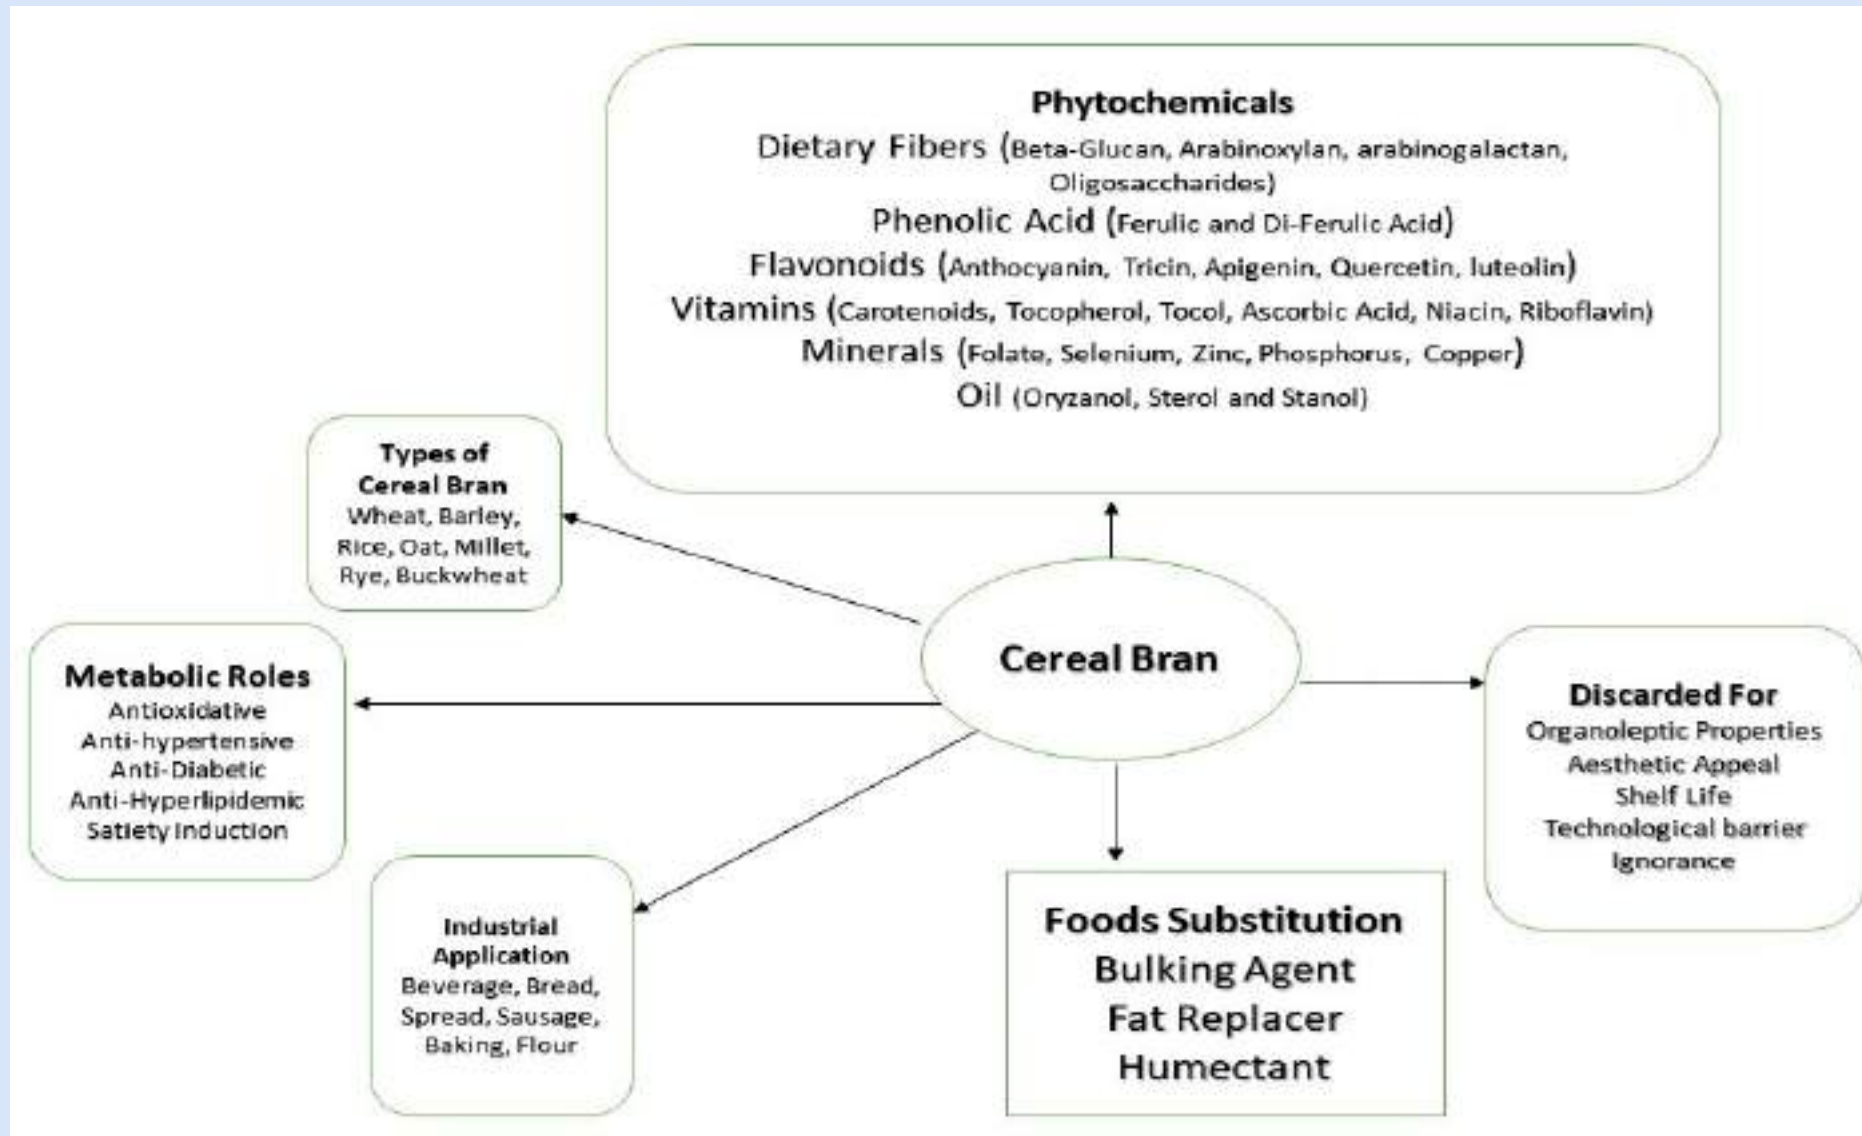 Phytochemicals
Dietary Fibers (Beta-Glucan, Arabinoxylan, arabinogalactan,
Oligosaccharides)
Phenolic Acid (Ferulic and Di-Ferulic Acid)
Flavonoids (Anthocyanin, Tricin, Apigenin, Quercetin, luteolin)
Vitamins (Carotenoids, Tocopherol, Tocol, Ascorbic Acid, Niacin, Riboflavin)
Minerals (Folate, Selenium, Zinc, Phosphorus, Copper)
Oil (Oryzanol, Sterol and Stanol)
Types of
Cereal Bran
Wheat, Barley,
Rice, Oat, Millet,
Rye, Buckwheat
Cereal Bran
Metabolic Roles
Antioxidative
Anti-hypertensive
Anti-Diabetic
Anti-Hyperlipidemic
Satiety Induction
Discarded For
Organoleptic Properties
Aesthetic Appeal
Shelf Life
Technological barrier
Ignorance
Industrial
Application
Beverage, Bread,
Spread, Sausage,
Baking, Flour
Foods Substitution
Bulking Agent
Fat Replacer
Humectant